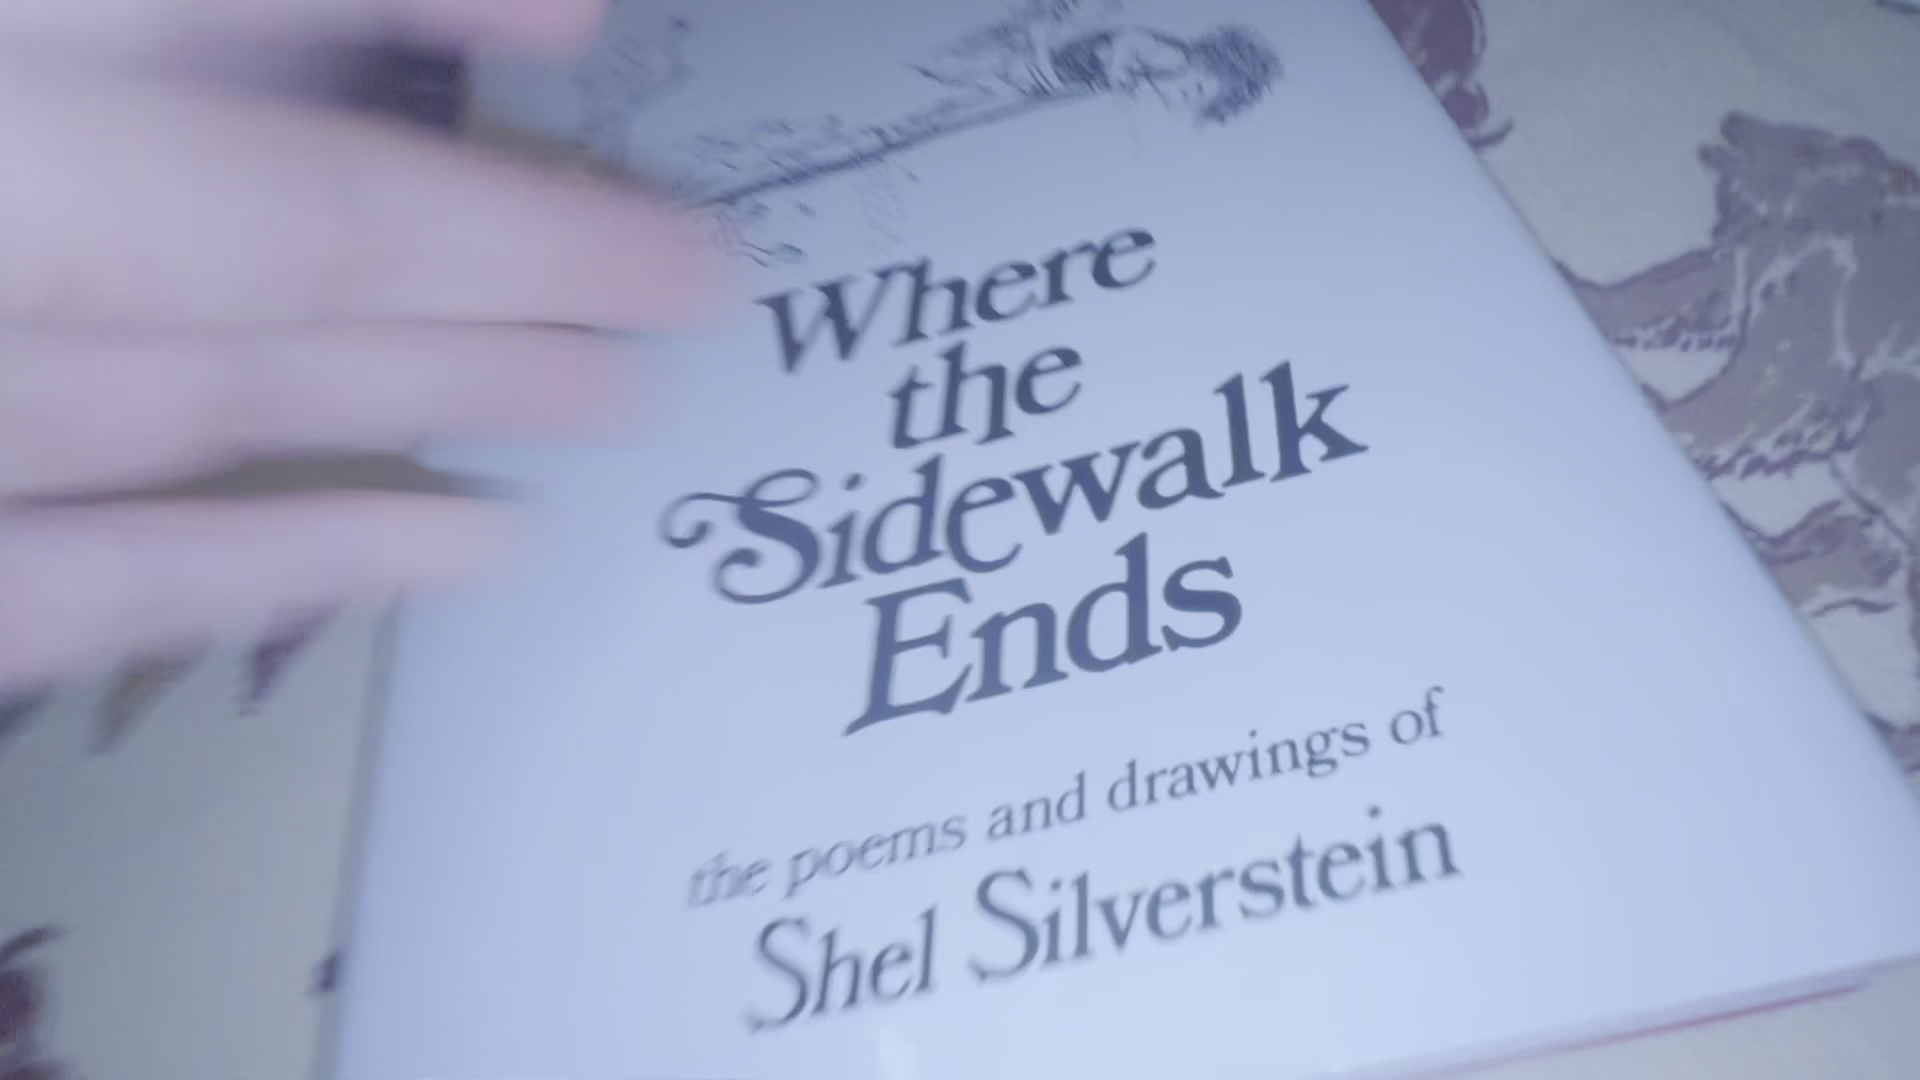 Where
the
Sidewalk
Ends
the poems and drawings of
Shel Silverstein